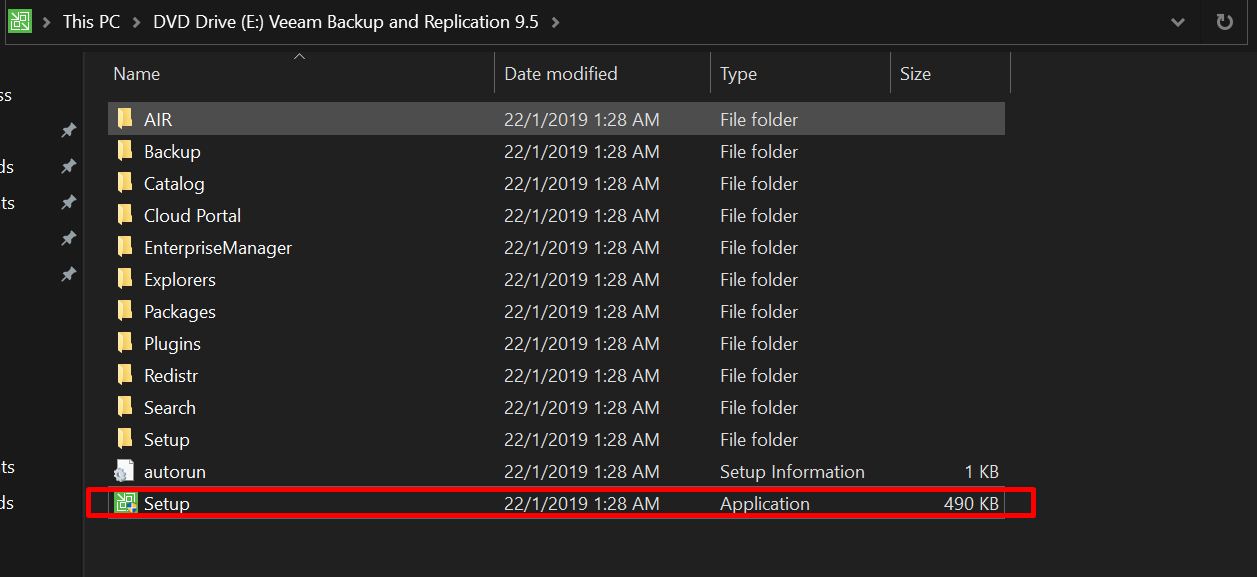 This PC > DVD Drive (E:) Veeam Backup and Replication 9.5 >
Name Date modified Type Size
ss
ds
ts
ts
ds
AIR 22/1/2019 1:28 AM File folder
Backup 22/1/2019 1:28 AM File folder
Catalog 22/1/2019 1:28 AM File folder
Cloud Portal 22/1/2019 1:28 AM File folder
EnterpriseManager 22/1/2019 1:28 AM File folder
Explorers 22/1/2019 1:28 AM File folder
Packages 22/1/2019 1:28 AM File folder
Plugins 22/1/2019 1:28 AM File folder
Redistr 22/1/2019 1:28 AM File folder
Search 22/1/2019 1:28 AM File folder
Setup 22/1/2019 1:28 AM File folder
autorun 22/1/2019 1:28 AM Setup Information 1 KB
Setup 22/1/2019 1:28 AM Application 490 KB